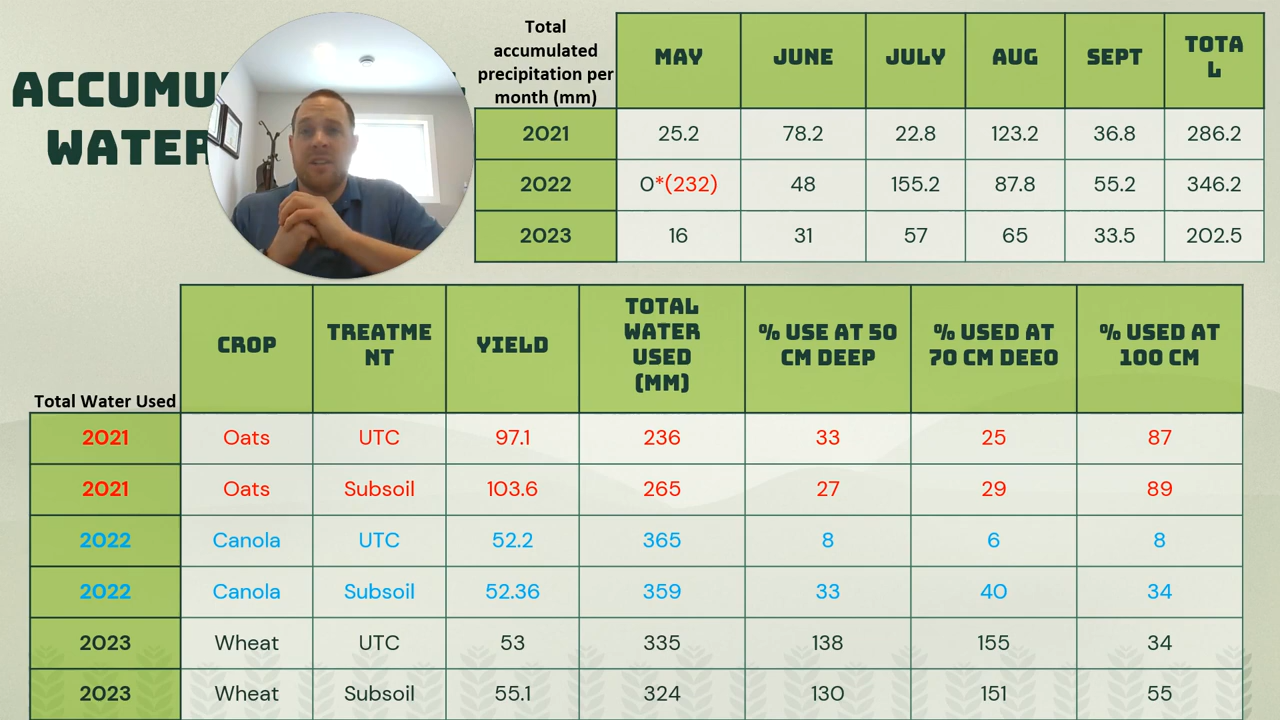 ACCUMU
WATER
Total
accumulated
precipitation per
month (mm)
MAY JUNE JULY AUG SEPT TOTA
L
2021 25.2 78.2 22.8 123.2 36.8 286.2
2022 0*(232) 48 155.2 87.8 55.2 346.2
2023 16 31 57 65 33.5 202.5
Total Water Used
CROP TREATME
NT YIELD TOTAL
WATER
USED
(MM) % USE AT 50
CM DEEP % USED AT
70 CM DEEO % USED AT
100 CM
2021 Oats UTC 97.1 236 33 25 87
2021 Oats Subsoil 103.6 265 27 29 89
2022 Canola UTC 52.2 365 8 6 8
2022 Canola Subsoil 52.36 359 33 40 34
2023 Wheat UTC 53 335 138 155 34
2023 Wheat Subsoil 55.1 324 130 151 55